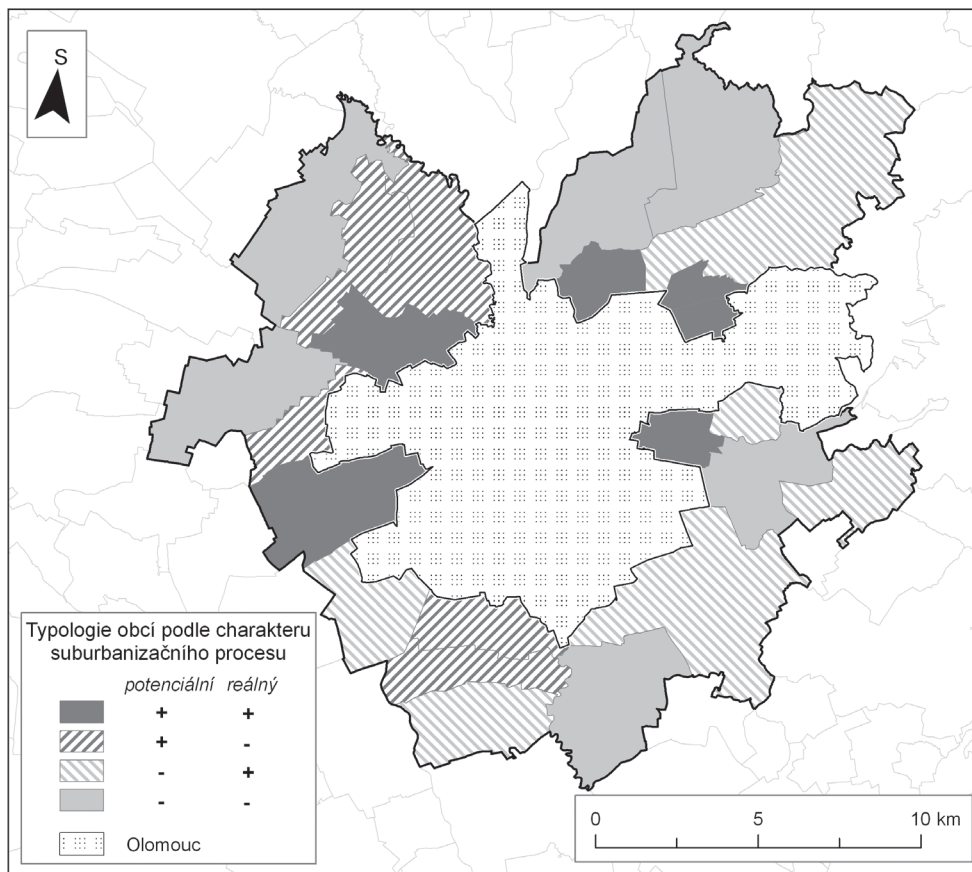 S
Typologie obcí podle charakteru
suburbanizačního procesu
potenciální reálný
+ +
+ -
- +
- -
Olomouc
0 5 10 km